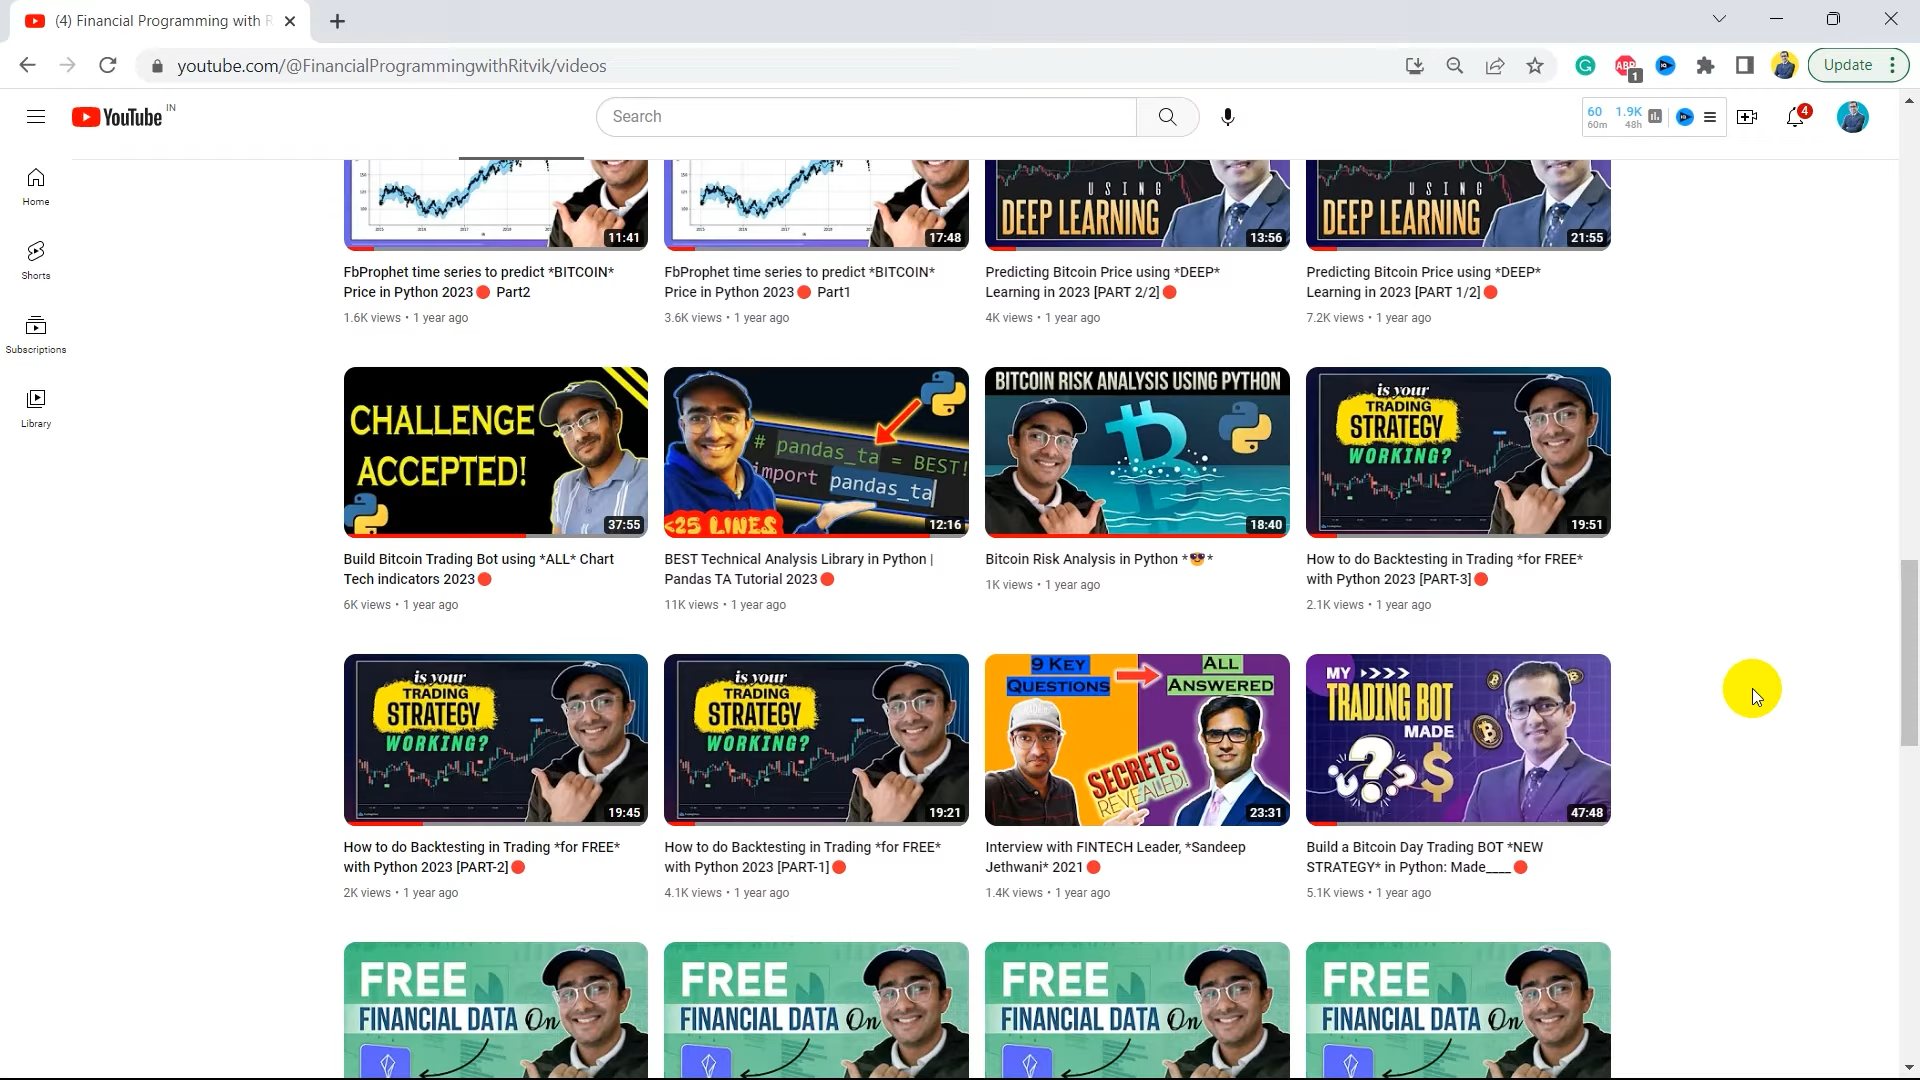 (4) Financial Programming with R
youtube.com/@FinancialProgrammingwithRitvik/videos
ABP
1
Update
YouTube
IN
Search
60
60m
1.9K
48h
4
Home
Shorts
Subscriptions
Library
11:41
17:48
USING
DEEP LEARNING
13:56
USING
DEEP LEARNING
21:55
FbProphet time series to predict *BITCOIN*
Price in Python 2023🔴 Part2
1.6K views • 1 year ago
FbProphet time series to predict *BITCOIN*
Price in Python 2023🔴 Part1
3.6K views • 1 year ago
Predicting Bitcoin Price using *DEEP*
Learning in 2023 [PART 2/2]🔴
4K views • 1 year ago
Predicting Bitcoin Price using *DEEP*
Learning in 2023 [PART 1/2]🔴
7.2K views • 1 year ago
CHALLENGE
ACCEPTED!
37:55
# pandas_ta = BEST!
import pandas_ta
<25 LINES
12:16
BITCOIN RISK ANALYSIS USING PYTHON
18:40
is your
TRADING
STRATEGY
WORKING?
19:51
Build Bitcoin Trading Bot using *ALL* Chart
Tech indicators 2023🔴
6K views • 1 year ago
BEST Technical Analysis Library in Python |
Pandas TA Tutorial 2023🔴
11K views • 1 year ago
Bitcoin Risk Analysis in Python *😎*
1K views • 1 year ago
How to do Backtesting in Trading *for FREE*
with Python 2023 [PART-3]🔴
2.1K views • 1 year ago
is your
TRADING
STRATEGY
WORKING?
19:45
is your
TRADING
STRATEGY
WORKING?
19:21
9 KEY
QUESTIONS
ALL
ANSWERED
SECRETS
REVEALED!
23:31
MY >>>>
TRADING BOT
MADE
???
$
47:48
How to do Backtesting in Trading *for FREE*
with Python 2023 [PART-2]🔴
2K views • 1 year ago
How to do Backtesting in Trading *for FREE*
with Python 2023 [PART-1]🔴
4.1K views • 1 year ago
Interview with FINTECH Leader, *Sandeep
Jethwani* 2021🔴
1.4K views • 1 year ago
Build a Bitcoin Day Trading BOT *NEW
STRATEGY* in Python: Made____🔴
5.1K views • 1 year ago
FREE
FINANCIAL DATA On
FREE
FINANCIAL DATA On
FREE
FINANCIAL DATA On
FREE
FINANCIAL DATA On